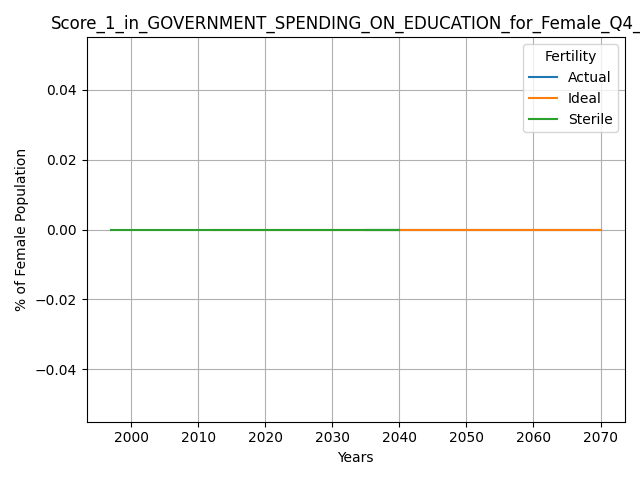 Score_1_in_GOVERNMENT_SPENDING_ON_EDUCATION_for_Female_Q4_
Fertility
Actual
Ideal
Sterile
% of Female Population
0.04
0.02
0.00
−0.02
−0.04
2000 2010 2020 2030 2040 2050 2060 2070
Years